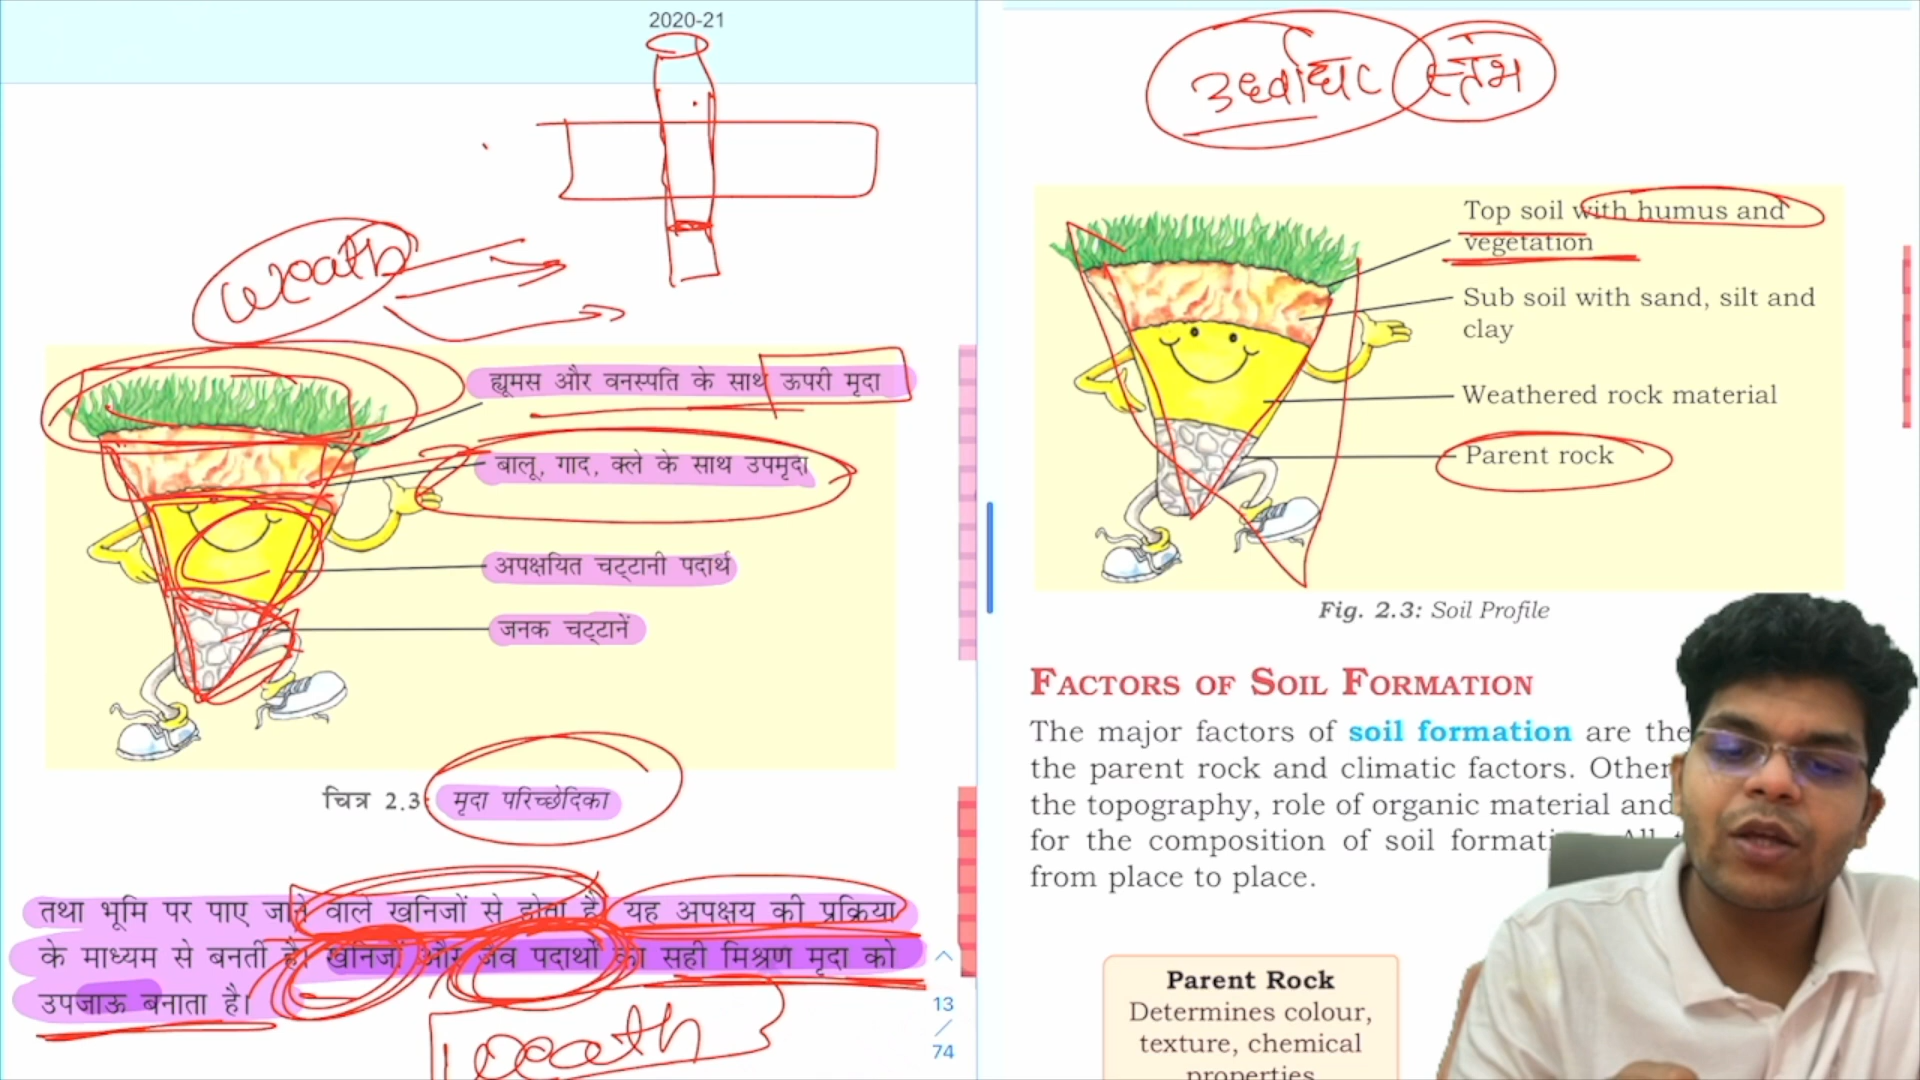 2020-21
weath
ह्यूमस और वनस्पति के साथ ऊपरी मृदा
बालू, गाद, क्ले के साथ उपमृदा
अपक्षयित चट्टानी पदार्थ
जनक चट्टानें
चित्र 2.3: मृदा परिच्छेदिका
तथा भूमि पर पाए जाने वाले खनिजों से होता है। यह अपक्षय की प्रक्रिया
के माध्यम से बनती है। खनिजों और जैव पदार्थों का सही मिश्रण मृदा को
उपजाऊ बनाता है।
weath
13
/
74
स्तंभ
Top soil with humus and
vegetation
Sub soil with sand, silt and
clay
Weathered rock material
Parent rock
Fig. 2.3: Soil Profile
FACTORS OF SOIL FORMATION
The major factors of soil formation are the
the parent rock and climatic factors. Other
the topography, role of organic material and
for the composition of soil formati
from place to place.
Parent Rock
Determines colour,
texture, chemical
properties